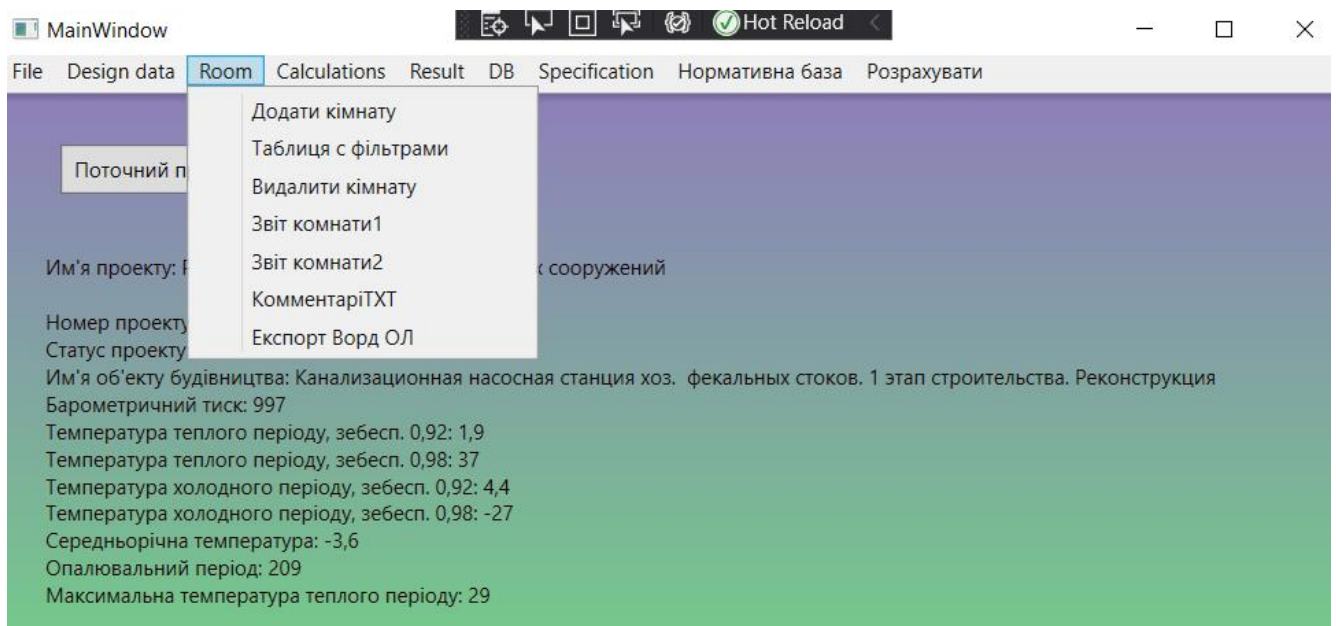 MainWindow
Hot Reload
File Design data Room Calculations Result DB Specification Нормативна база Розрахувати
Додати кімнату
Таблиця с фільтрами
Видалити кімнату
Звіт комнати1
Звіт комнати2
КомментаріТХТ
Експорт Ворд ОЛ
Поточний
Им'я проекту: сооружений
Номер проекту
Статус проекту
Им'я об'екту будівництва: Канализационная насосная станция хоз. фекальных стоков. 1 этап строительства. Реконструкция
Барометричний тиск: 997
Температура теплого періоду, зебесп. 0,92: 1,9
Температура теплого періоду, зебесп. 0,98: 37
Температура холодного періоду, зебесп. 0,92: 4,4
Температура холодного періоду, зебесп. 0,98: -27
Середньорічна температура: -3,6
Опалювальний період: 209
Максимальна температура теплого періоду: 29